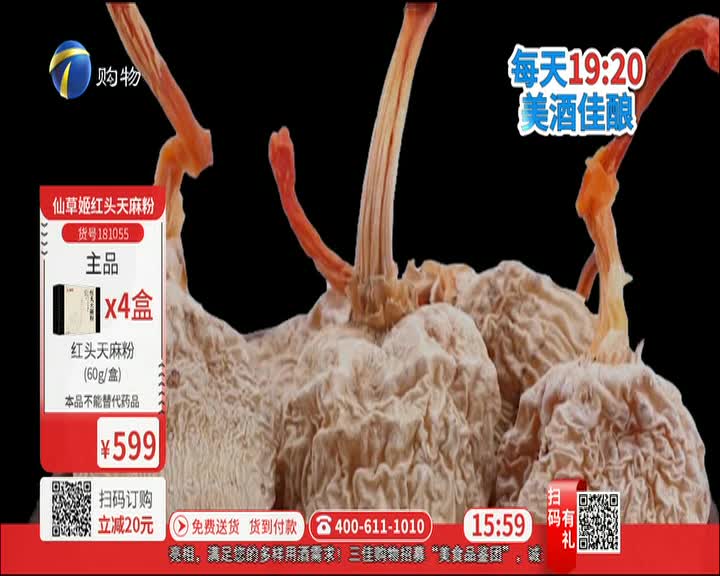 购物
每天19:20
美酒佳酿
仙草姬红头天麻粉
货号181055
主品
x4盒
红头天麻粉
(60g/盒)
本品不能替代药品
¥599
扫码订购
立减20元
免费送货 货到付款
400-611-1010
15:59
扫码
有礼
亮相，满足您的多样用酒需求！三佳购物招募“美食品鉴团”，诚